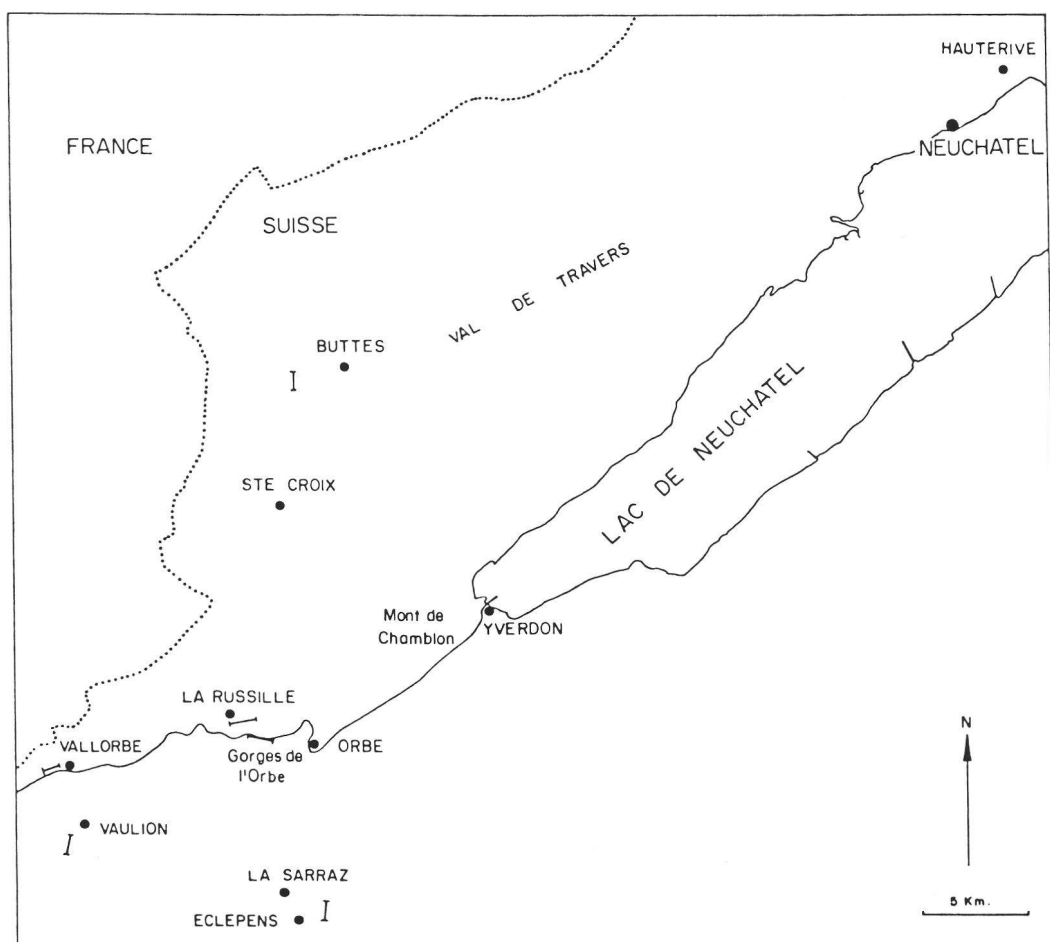 HAUTERIVE
FRANCE
NEUCHATEL
SUISSE
VAL DE TRAVERS
BUTTES
LAC DE NEUCHATEL
STE CROIX
Mont de
Chamblon
YVERDON
LA RUSSILLE
N
VALLORBE
Gorges de
l'Orbe
ORBE
VAULION
LA SARRAZ
ECLEPENS
5 Km.